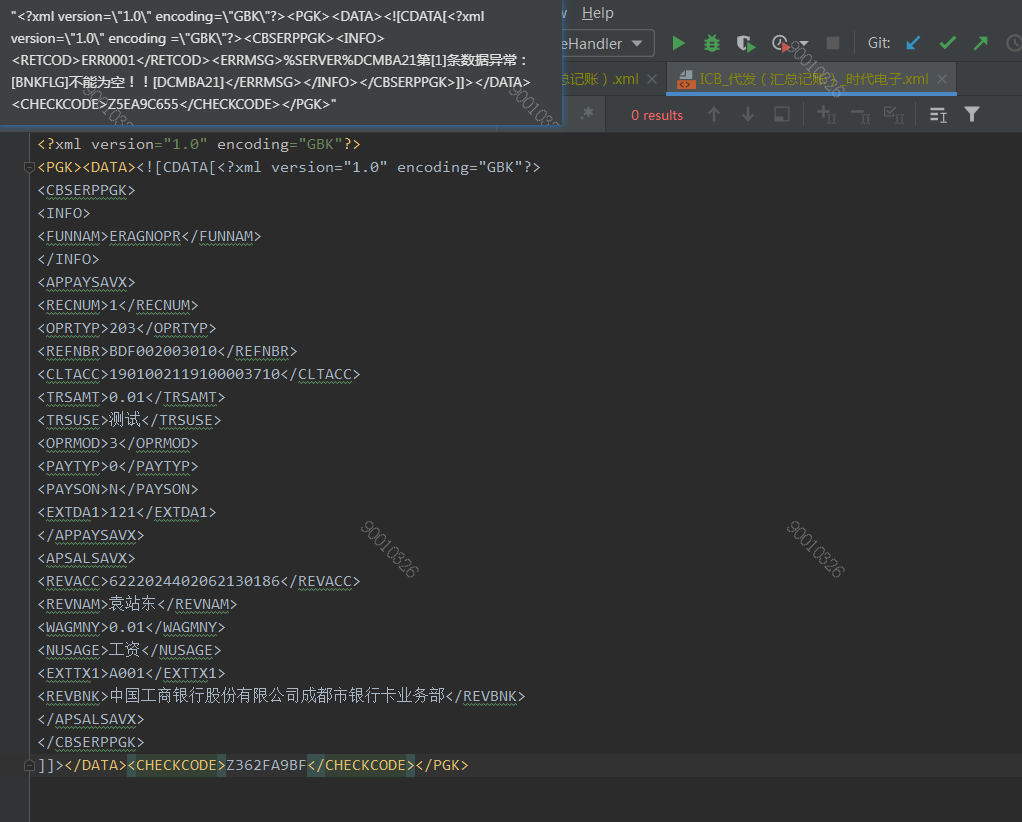 "<?xml version=\"1.0\" encoding=\"GBK\"?><PGK><DATA><![CDATA[<?xml
version=\"1.0\" encoding =\"GBK\"?><CBSERPPGK><INFO>
<RETCOD>ERR0001</RETCOD><ERRMSG>%SERVER%DCMBA21第[1]条数据异常：
[BNKFLG]不能为空！！[DCMBA21]</ERRMSG></INFO></CBSERPPGK>]]></DATA>
<CHECKCODE>Z5EA9C655</CHECKCODE></PGK>"
Help
eHandler
Git:
总记账）.xml
ICB_代发（汇总记账）_时代电子.xml
0 results
<?xml version="1.0" encoding="GBK"?>
<PGK><DATA><![CDATA[<?xml version="1.0" encoding="GBK"?>
<CBSERPPGK>
<INFO>
<FUNNAM>ERAGNOPR</FUNNAM>
</INFO>
<APPAYSAVX>
<RECNUM>1</RECNUM>
<OPRTYP>203</OPRTYP>
<REFNBR>BDF002003010</REFNBR>
<CLTACC>1901002119100003710</CLTACC>
<TRSAMT>0.01</TRSAMT>
<TRSUSE>测试</TRSUSE>
<OPRMOD>3</OPRMOD>
<PAYTYP>0</PAYTYP>
<PAYSON>N</PAYSON>
<EXTDA1>121</EXTDA1>
</APPAYSAVX>
<APSALSAVX>
<REVACC>6222024402062130186</REVACC>
<REVNAM>袁站东</REVNAM>
<WAGMNY>0.01</WAGMNY>
<NUSAGE>工资</NUSAGE>
<EXTTX1>A001</EXTTX1>
<REVBNK>中国工商银行股份有限公司成都市银行卡业务部</REVBNK>
</APSALSAVX>
</CBSERPPGK>
]]></DATA><CHECKCODE>Z362FA9BF</CHECKCODE></PGK>
90010326
90010326